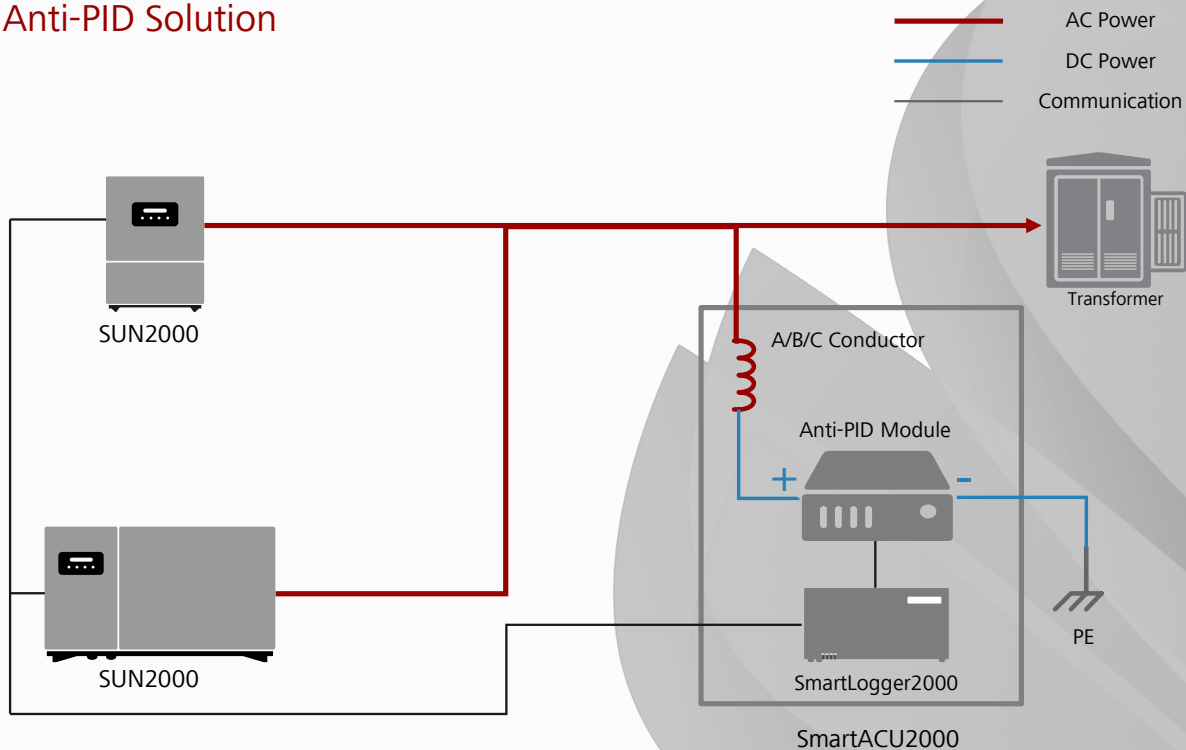 Anti-PID Solution
AC Power
DC Power
Communication
Transformer
SUN2000
A/B/C Conductor
Anti-PID Module
+
-
SUN2000
PE
SmartLogger2000
SmartACU2000